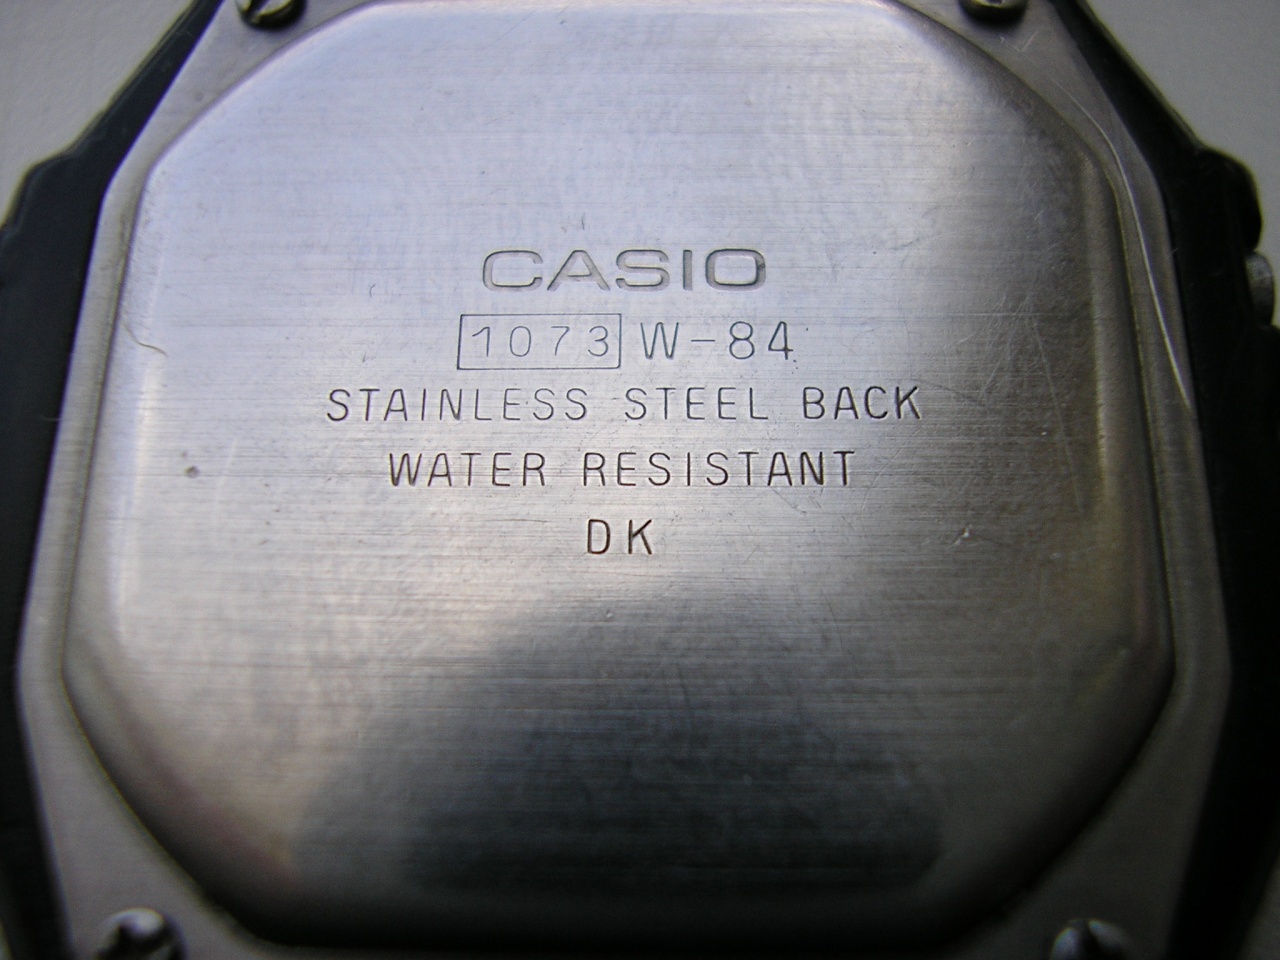 CASIO
1073 W-84
STAINLESS STEEL BACK
WATER RESISTANT
DK